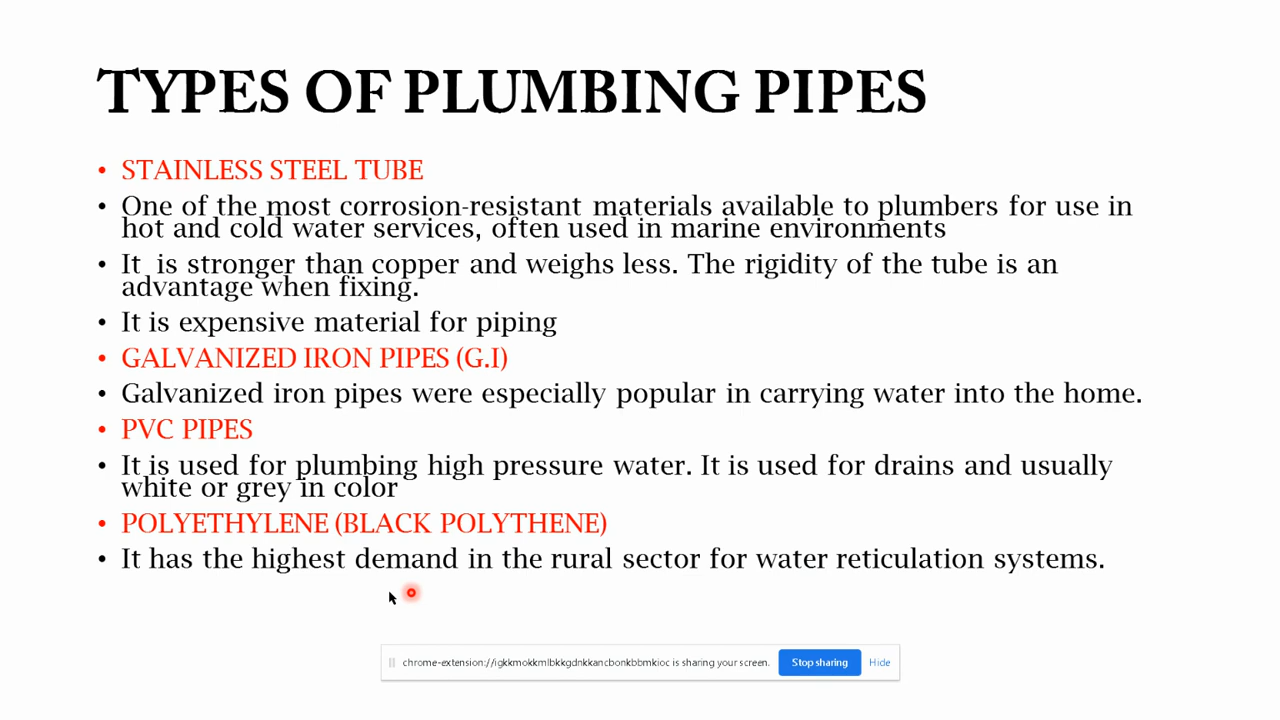 TYPES OF PLUMBING PIPES
• STAINLESS STEEL TUBE
• One of the most corrosion-resistant materials available to plumbers for use in
hot and cold water services, often used in marine environments
• It is stronger than copper and weighs less. The rigidity of the tube is an
advantage when fixing.
• It is expensive material for piping
• GALVANIZED IRON PIPES (G.I)
• Galvanized iron pipes were especially popular in carrying water into the home.
• PVC PIPES
• It is used for plumbing high pressure water. It is used for drains and usually
white or grey in color
• POLYETHYLENE (BLACK POLYTHENE)
• It has the highest demand in the rural sector for water reticulation systems.
chrome-extension://igkkmokkmlbkkgdnkkancbonkbbmkioc is sharing your screen. Stop sharing Hide